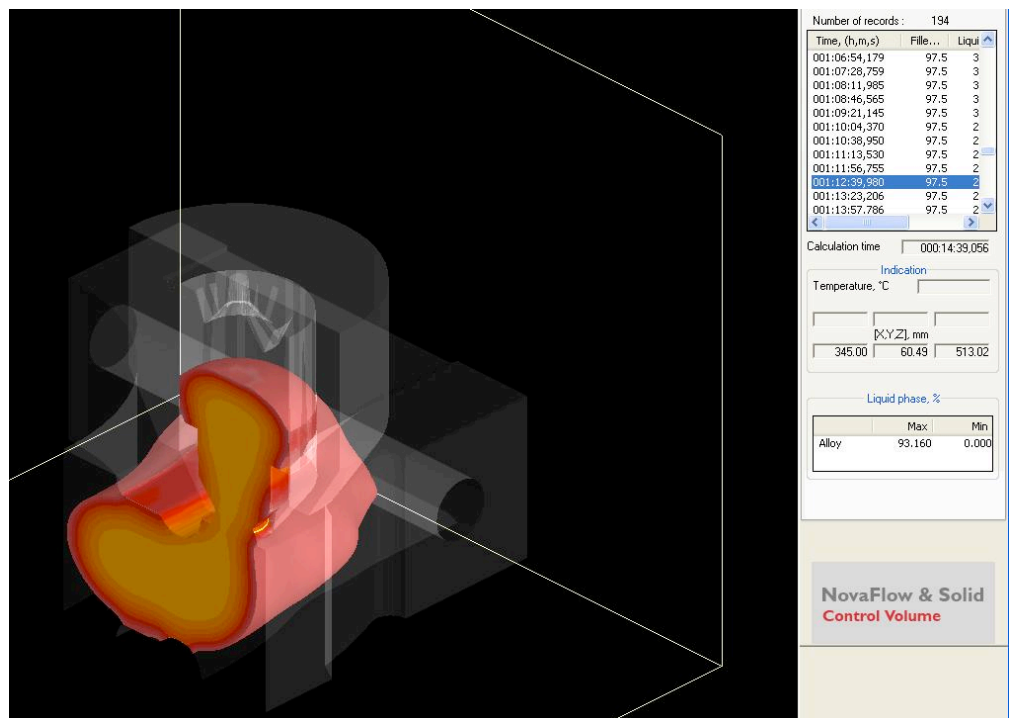 Number of records : 194
Time, (h,m,s) Fille... Liqui
001:06:54,179 97.5 3
001:07:28,759 97.5 3
001:08:11,985 97.5 3
001:08:46,565 97.5 3
001:09:21,145 97.5 3
001:10:04,370 97.5 2
001:10:38,950 97.5 2
001:11:13,530 97.5 2
001:11:56,755 97.5 2
001:12:39,980 97.5 2
001:13:23,206 97.5 2
001:13:57,786 97.5 2
Calculation time 000:14:39,056
Indication
Temperature, °C
[X,Y,Z], mm
345.00 60.49 513.02
Liquid phase, %
Max Min
Alloy 93.160 0.000
NovaFlow & Solid
Control Volume